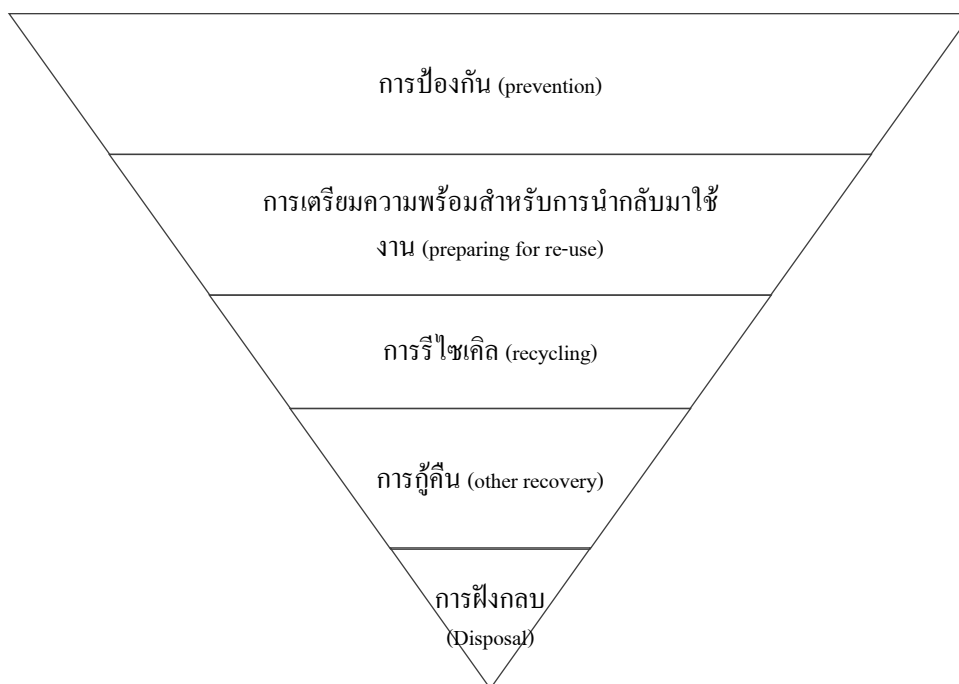 การป้องกัน (prevention)
การเตรียมความพร้อมสำหรับการนำกลับมาใช้
งาน (preparing for re-use)
การรีไซเคิล (recycling)
การกู้คืน (other recovery)
การฝังกลบ
(Disposal)